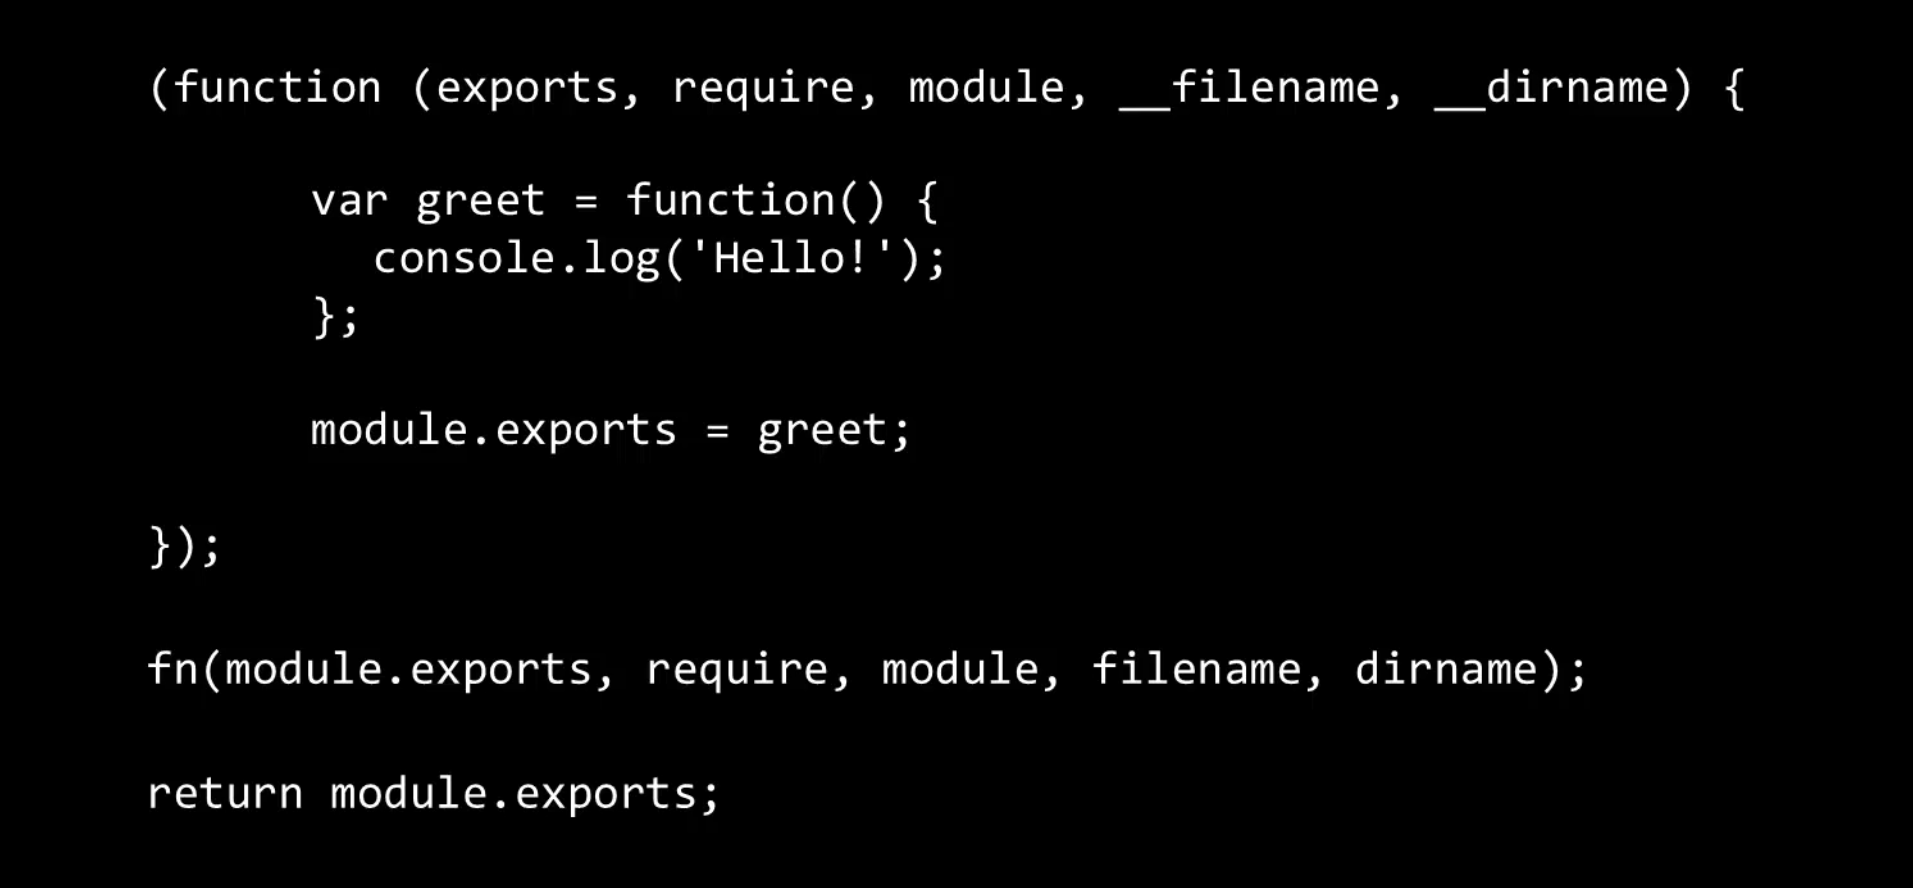 (function (exports, require, module, __filename, __dirname) {
var greet = function() {
console.log('Hello!');
};
module.exports = greet;
});
fn(module.exports, require, module, filename, dirname);
return module.exports;